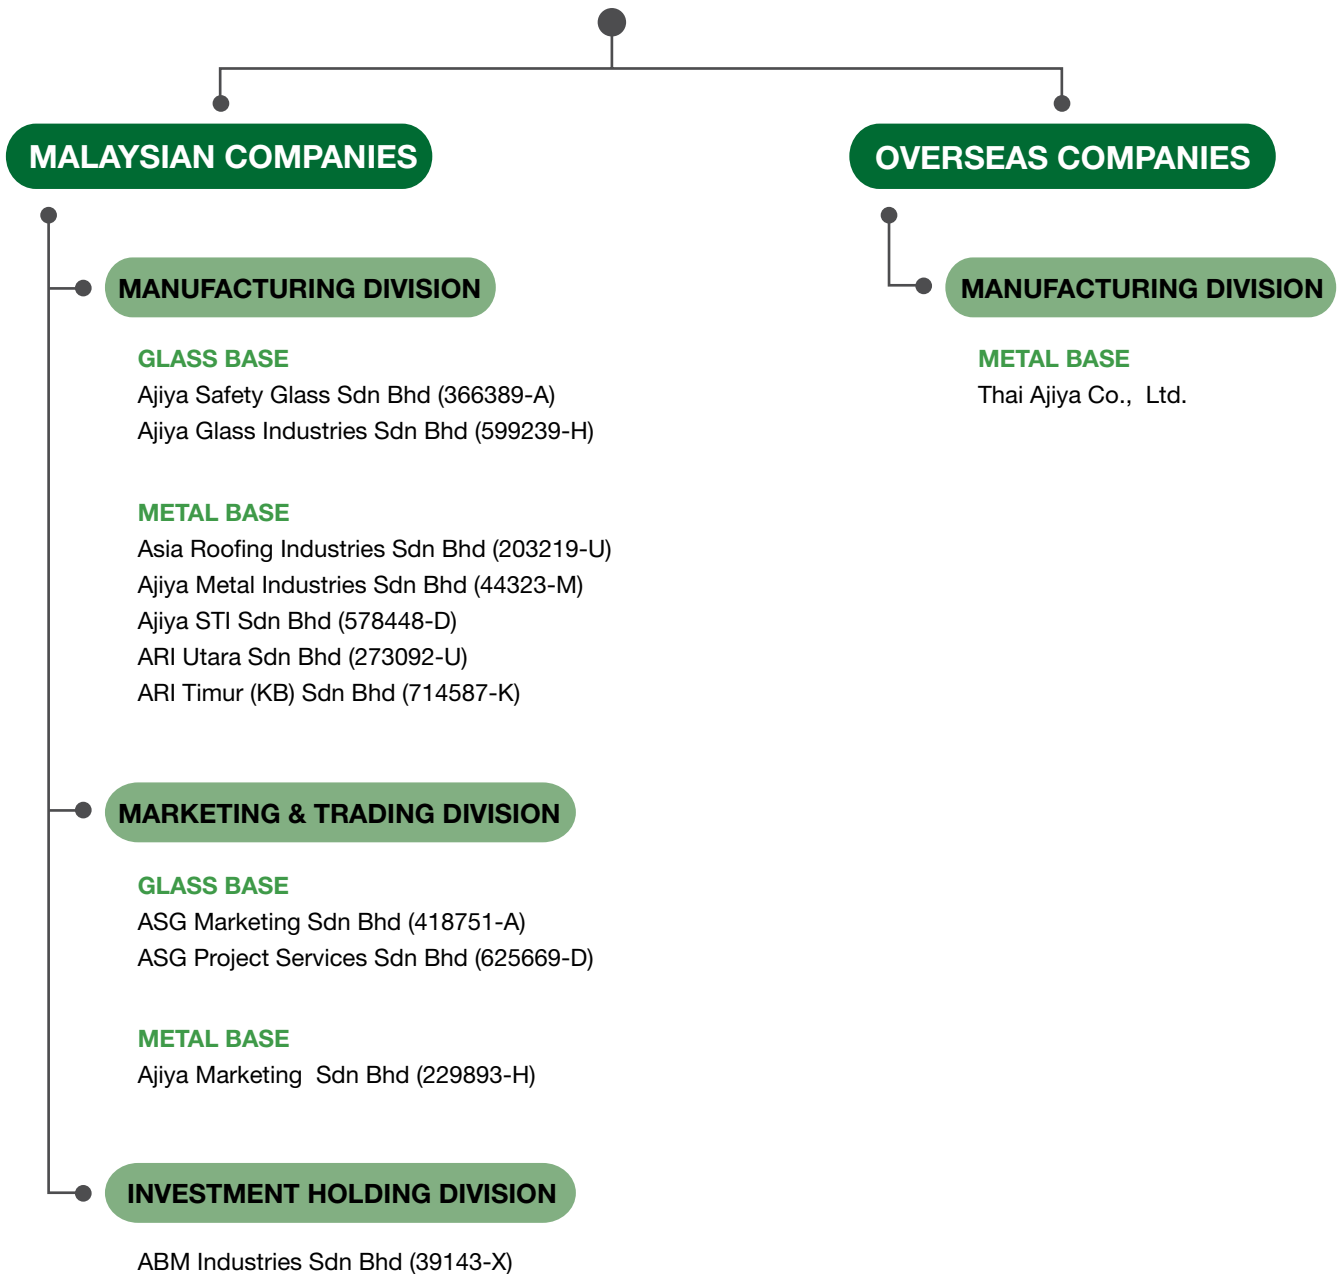 MALAYSIAN COMPANIES
MANUFACTURING DIVISION
GLASS BASE
Ajiya Safety Glass Sdn Bhd (366389-A)
Ajiya Glass Industries Sdn Bhd (599239-H)
METAL BASE
Asia Roofing Industries Sdn Bhd (203219-U)
Ajiya Metal Industries Sdn Bhd (44323-M)
Ajiya STI Sdn Bhd (578448-D)
ARI Utara Sdn Bhd (273092-U)
ARI Timur (KB) Sdn Bhd (714587-K)
MARKETING & TRADING DIVISION
GLASS BASE
ASG Marketing Sdn Bhd (418751-A)
ASG Project Services Sdn Bhd (625669-D)
METAL BASE
Ajiya Marketing Sdn Bhd (229893-H)
INVESTMENT HOLDING DIVISION
ABM Industries Sdn Bhd (39143-X)
OVERSEAS COMPANIES
MANUFACTURING DIVISION
METAL BASE
Thai Ajiya Co., Ltd.